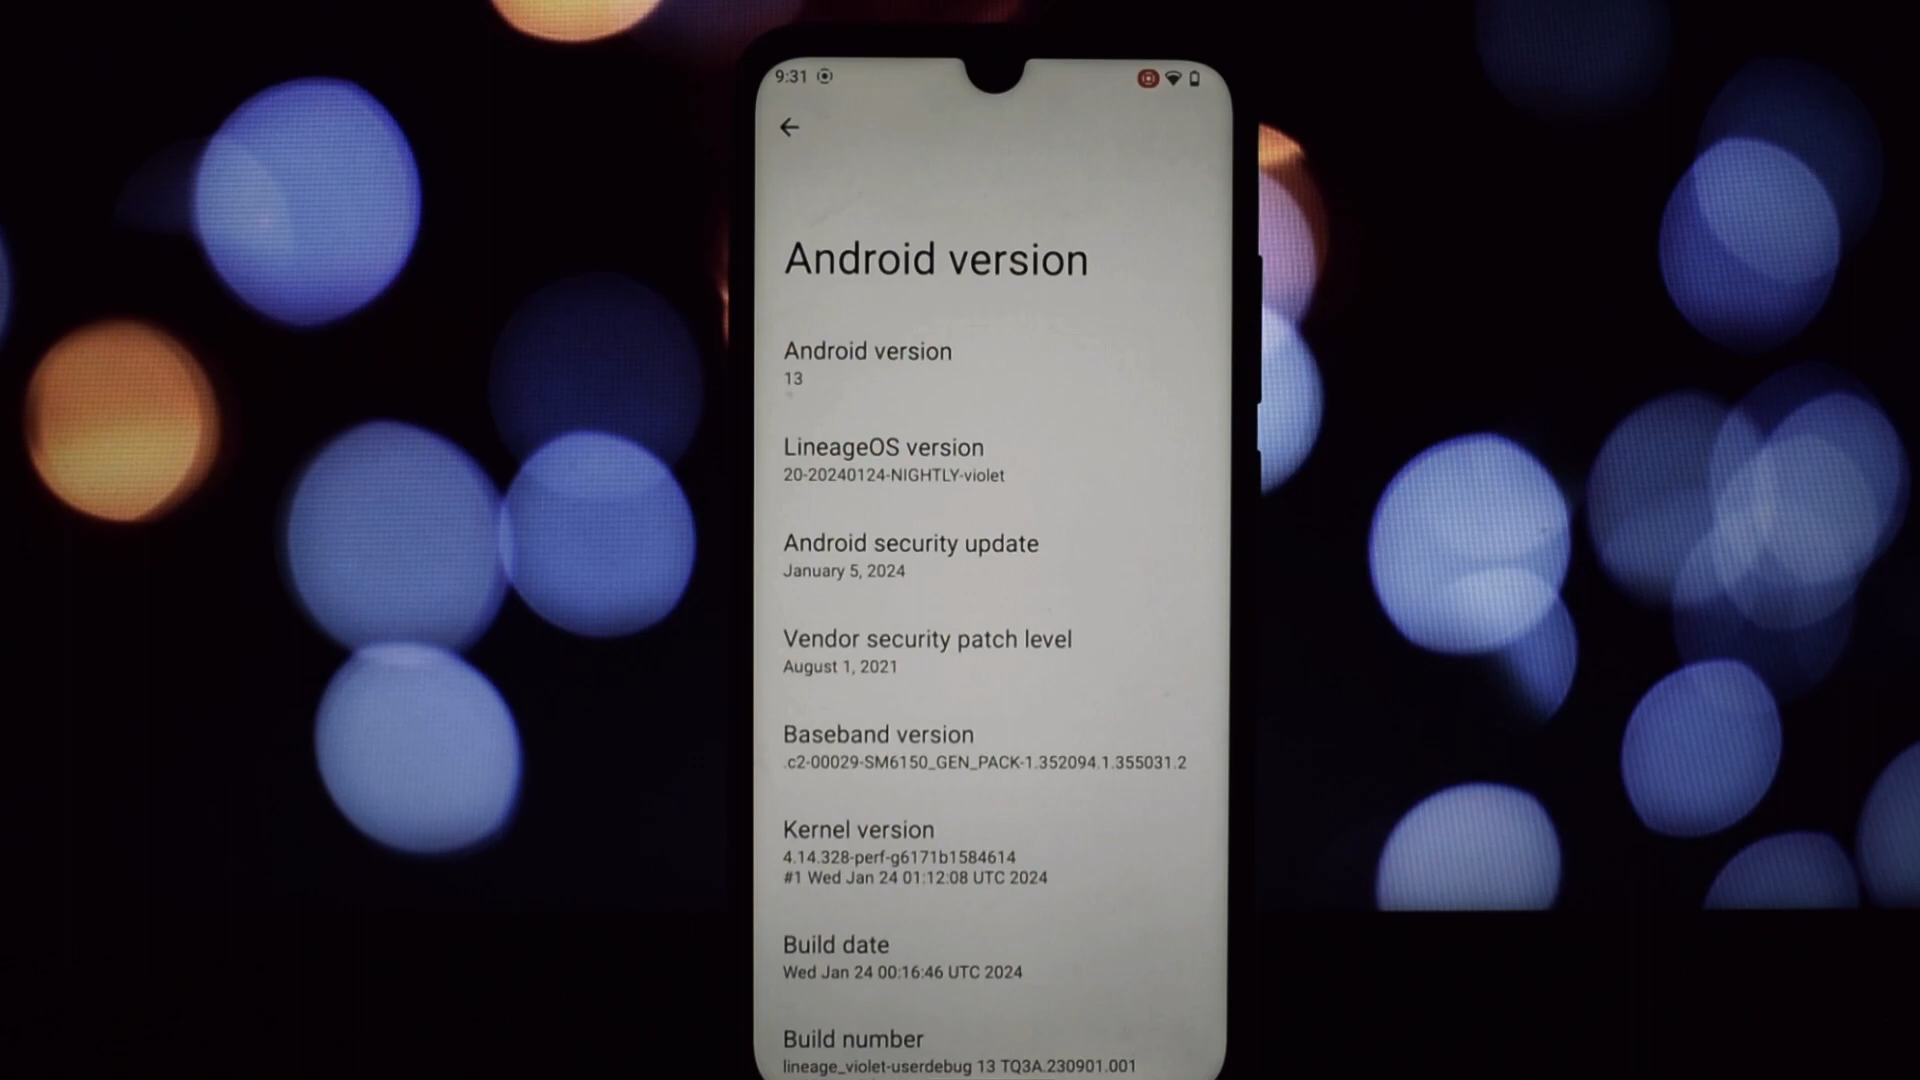 9:31
Android version
Android version
13
LineageOS version
20-20240124-NIGHTLY-violet
Android security update
January 5, 2024
Vendor security patch level
August 1, 2021
Baseband version
.c2-00029-SM6150_GEN_PACK-1.352094.1.355031.2
Kernel version
4.14.328-perf-g6171b1584614
#1 Wed Jan 24 01:12:08 UTC 2024
Build date
Wed Jan 24 00:16:46 UTC 2024
Build number
lineage_violet-userdebug 13 TQ3A.230901.001